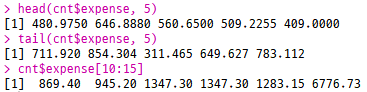 > head(cnt$expense, 5)
[1] 480.9750 646.8880 560.6500 509.2255 409.0000
> tail(cnt$expense, 5)
[1] 711.920 854.304 311.465 649.627 783.112
> cnt$expense[10:15]
[1]  869.40  945.20 1347.30 1347.30 1283.15 6776.73